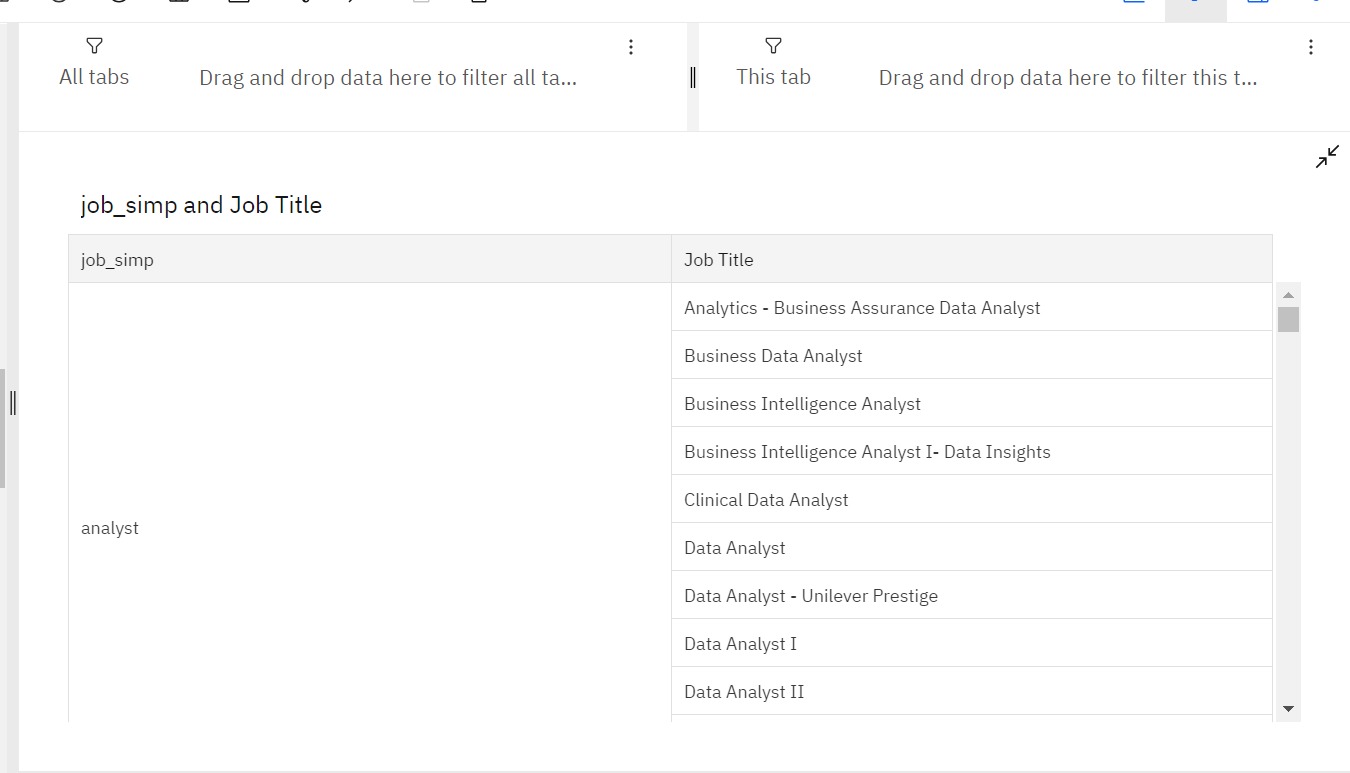 All tabs
Drag and drop data here to filter all ta...
This tab
Drag and drop data here to filter this t...
job_simp and Job Title
job_simp
Job Title
analyst
Analytics - Business Assurance Data Analyst
Business Data Analyst
Business Intelligence Analyst
Business Intelligence Analyst I- Data Insights
Clinical Data Analyst
Data Analyst
Data Analyst - Unilever Prestige
Data Analyst I
Data Analyst II